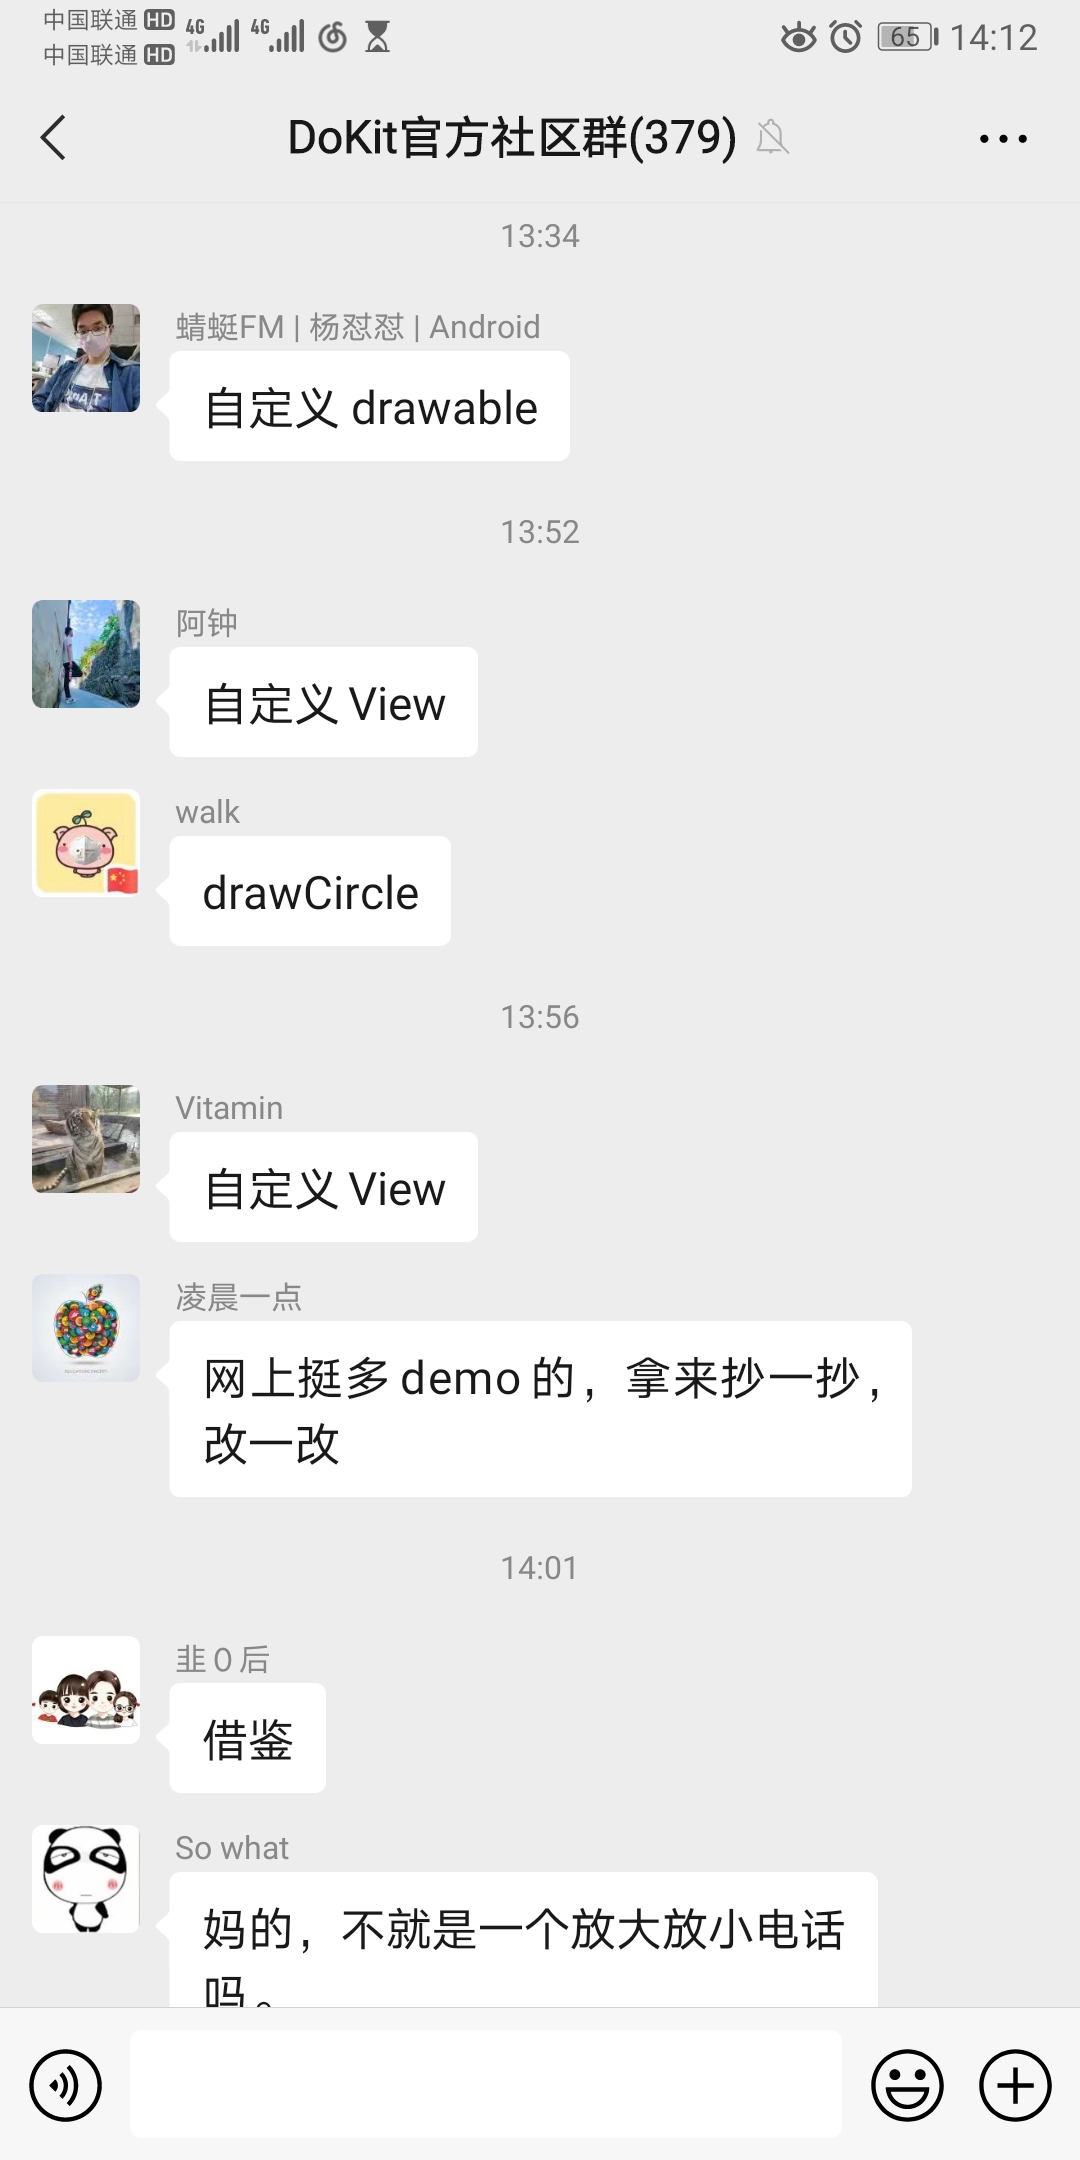 中国联通 HD 4G 4G 65 14:12
中国联通 HD
DoKit官方社区群(379)
13:34
蜻蜓FM | 杨怼怼 | Android
自定义 drawable
13:52
阿钟
自定义 View
walk
drawCircle
13:56
Vitamin
自定义 View
凌晨一点
网上挺多 demo 的，拿来抄一抄，
改一改
14:01
韭 0 后
借鉴
So what
妈的，不就是一个放大放小电话
吗。